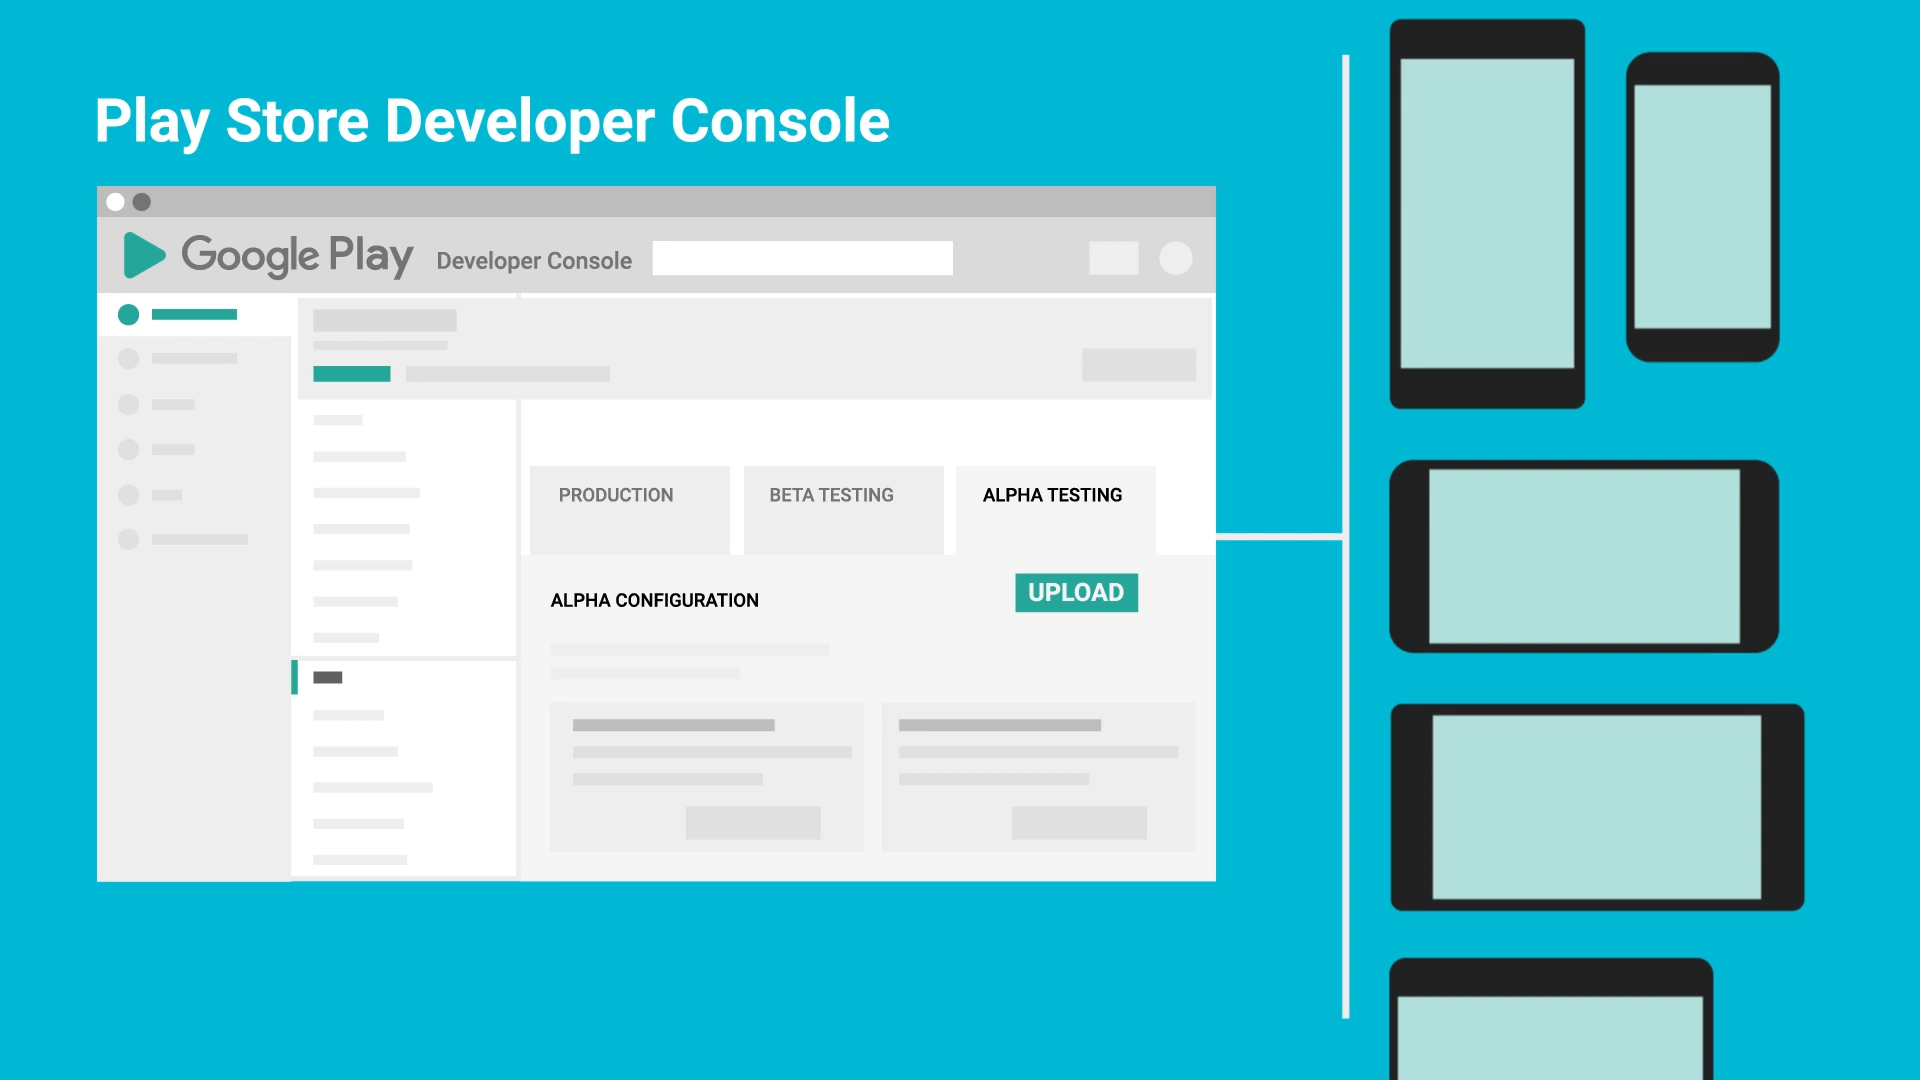 Play Store Developer Console
Google Play Developer Console
PRODUCTION
BETA TESTING
ALPHA TESTING
ALPHA CONFIGURATION
UPLOAD